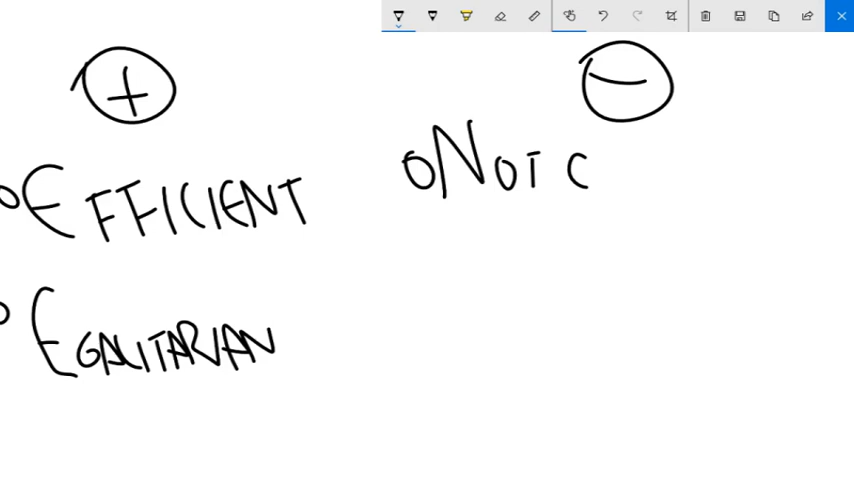 +
EFFICIENT
EGALITARIAN
−
NOT C